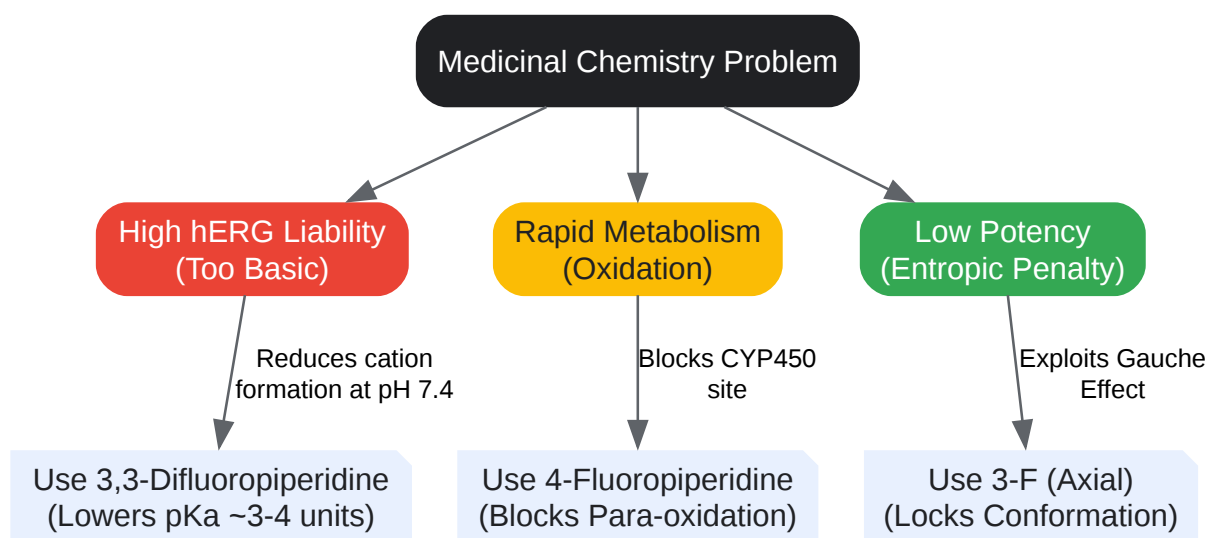 Medicinal Chemistry Problem
High hERG Liability
(Too Basic)
Rapid Metabolism
(Oxidation)
Low Potency
(Entropic Penalty)
Reduces cation
formation at pH 7.4
Blocks CYP450
site
Exploits Gauche
Effect
Use 3,3-Difluoropiperidine
(Lowers pKa ~3-4 units)
Use 4-Fluoropiperidine
(Blocks Para-oxidation)
Use 3-F (Axial)
(Locks Conformation)